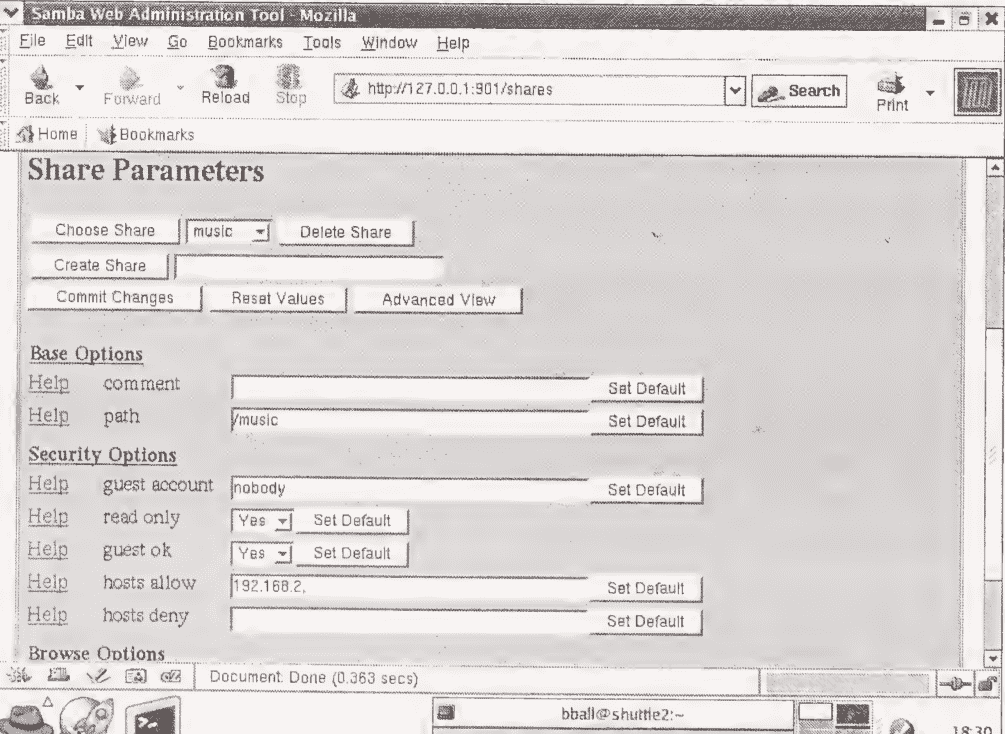 Samba Web Administration Tool - Mozilla
File Edit View Go Bookmarks Tools Window Help
Back Forward Reload Stop http://127.0.0.1:901/shares Search Print
Home Bookmarks
Share Parameters
Choose Share music Delete Share
Create Share
Commit Changes Reset Values Advanced View
Base Options
Help comment Set Default
Help path /music Set Default
Security Options
Help guest account nobody Set Default
Help read only Yes Set Default
Help guest ok Yes Set Default
Help hosts allow 192.168.2. Set Default
Help hosts deny Set Default
Browse Options
Document: Done (0.363 secs)
bball@shuttle2:~
18:30